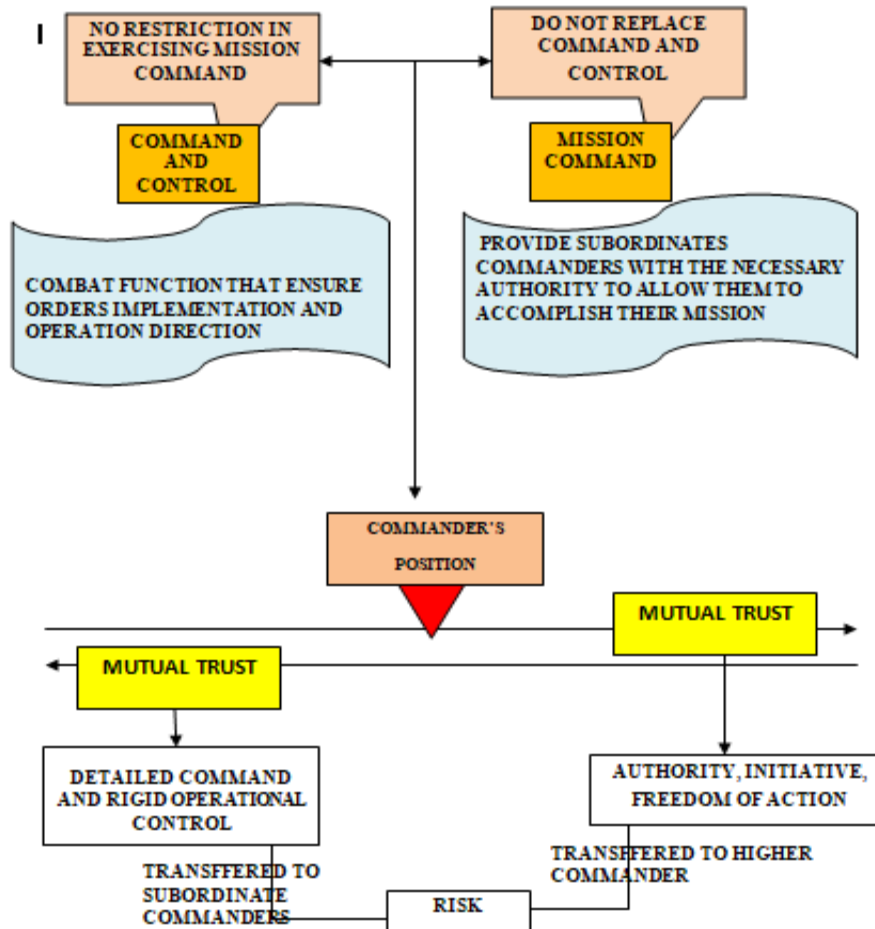 I
NO RESTRICTION IN
EXERCISING MISSION
COMMAND
DO NOT REPLACE
COMMAND AND
CONTROL
COMMAND
AND
CONTROL
MISSION
COMMAND
COMBAT FUNCTION THAT ENSURE
ORDERS IMPLEMENTATION AND
OPERATION DIRECTION
PROVIDE SUBORDINATES
COMMANDERS WITH THE NECESSARY
AUTHORITY TO ALLOW THEM TO
ACCOMPLISH THEIR MISSION
COMMANDER'S
POSITION
MUTUAL TRUST
MUTUAL TRUST
DETAILED COMMAND
AND RIGID OPERATIONAL
CONTROL
AUTHORITY, INITIATIVE,
FREEDOM OF ACTION
TRANSFFERED TO
SUBORDINATE
COMMANDERS
TRANSFFERED TO HIGHER
COMMANDER
RISK